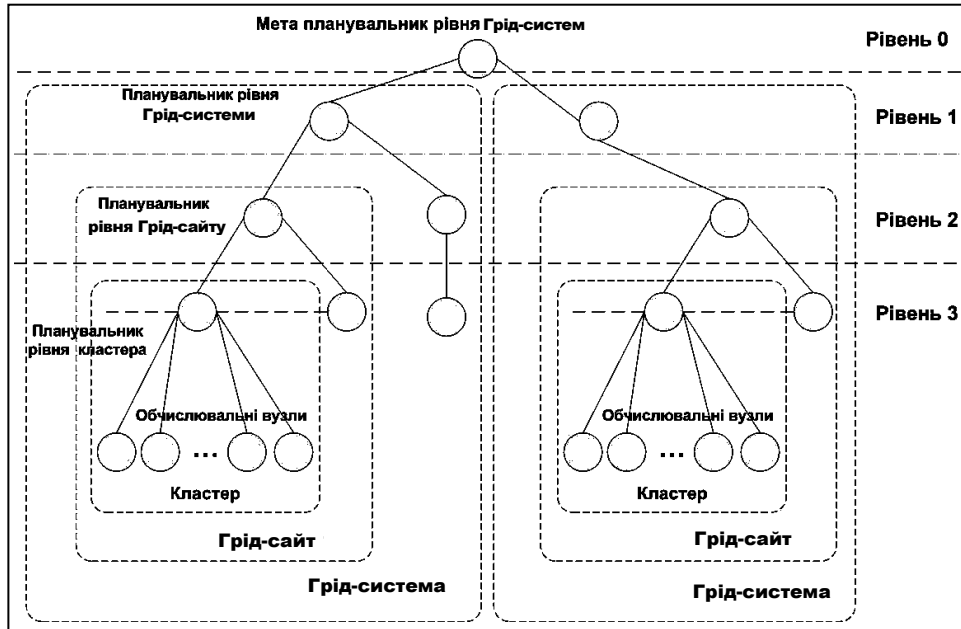 Мета планувальник рівня Грід-систем
Рівень 0
Планувальник рівня
Грід-системи
Рівень 1
Планувальник
рівня Грід-сайту
Рівень 2
Планувальник
рівня кластера
Рівень 3
Обчислювальні вузли
Обчислювальні вузли
...
...
Кластер
Кластер
Грід-сайт
Грід-сайт
Грід-система
Грід-система